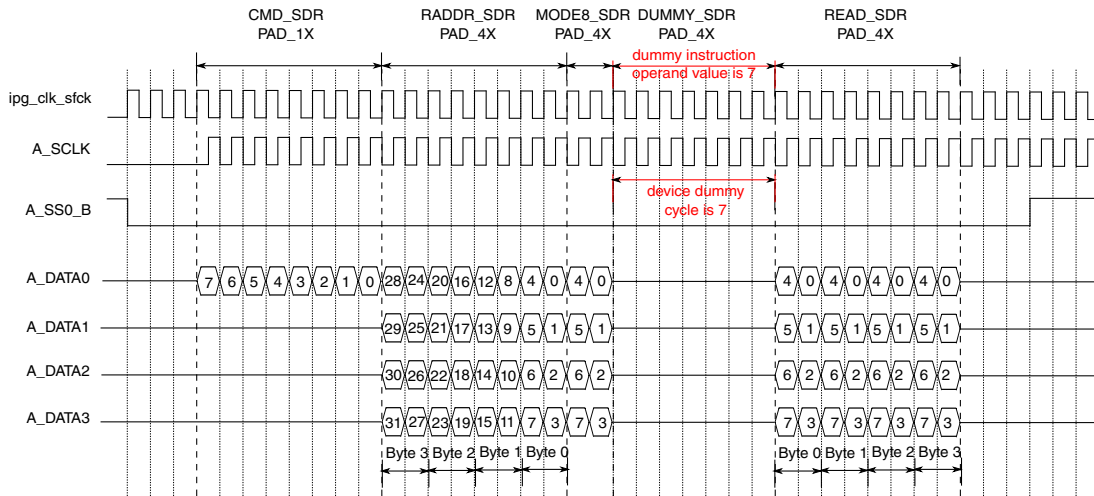 CMD_SDR RADDR_SDR MODE8_SDR DUMMY_SDR READ_SDR
PAD_1X PAD_4X PAD_4X PAD_4X PAD_4X
dummy instruction
operand value is 7
ipg_clk_sfck
A_SCLK
device dummy
cycle is 7
A_SS0_B
A_DATA0 7 6 5 4 3 2 1 0 28 24 20 16 12 8 4 0 4 0 4 0 4 0 4 0 4 0
A_DATA1 29 25 21 17 13 9 5 1 5 1 5 1 5 1 5 1 5 1
A_DATA2 30 26 22 18 14 10 6 2 6 2 6 2 6 2 6 2 6 2
A_DATA3 31 27 23 19 15 11 7 3 7 3 7 3 7 3 7 3 7 3
Byte 3 Byte 2 Byte 1 Byte 0 Byte 0 Byte 1 Byte 2 Byte 3